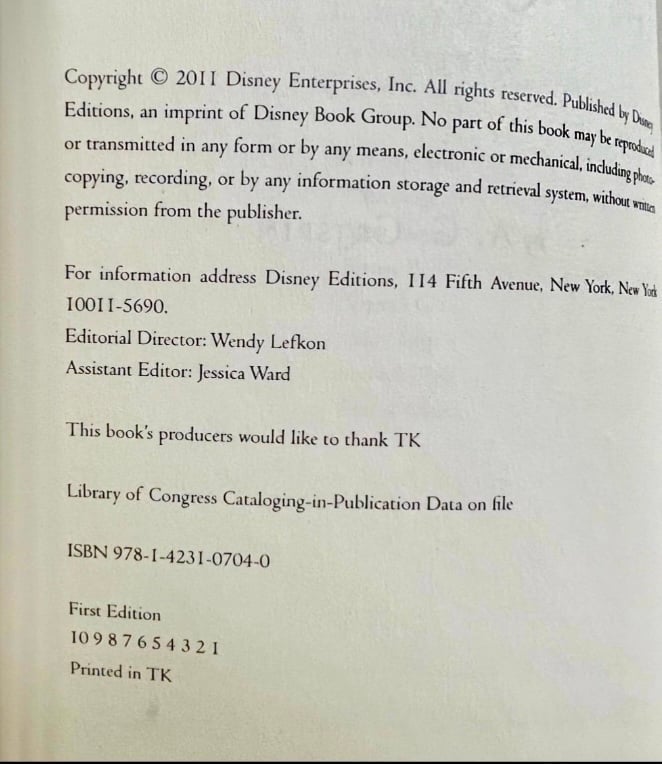 Copyright © 2011 Disney Enterprises, Inc. All rights reserved. Published by Disney
Editions, an imprint of Disney Book Group. No part of this book may be reproduced
or transmitted in any form or by any means, electronic or mechanical, including photo-
copying, recording, or by any information storage and retrieval system, without written
permission from the publisher.
For information address Disney Editions, 114 Fifth Avenue, New York, New York
10011-5690.
Editorial Director: Wendy Lefkon
Assistant Editor: Jessica Ward
This book's producers would like to thank TK
Library of Congress Cataloging-in-Publication Data on file
ISBN 978-1-4231-0704-0
First Edition
10 9 8 7 6 5 4 3 2 1
Printed in TK